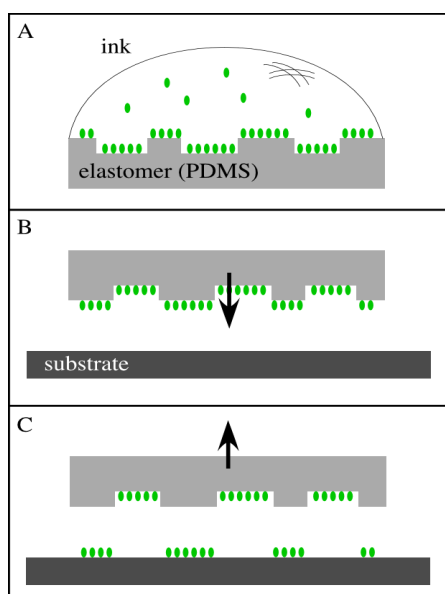 A
ink
elastomer (PDMS)
B
substrate
C